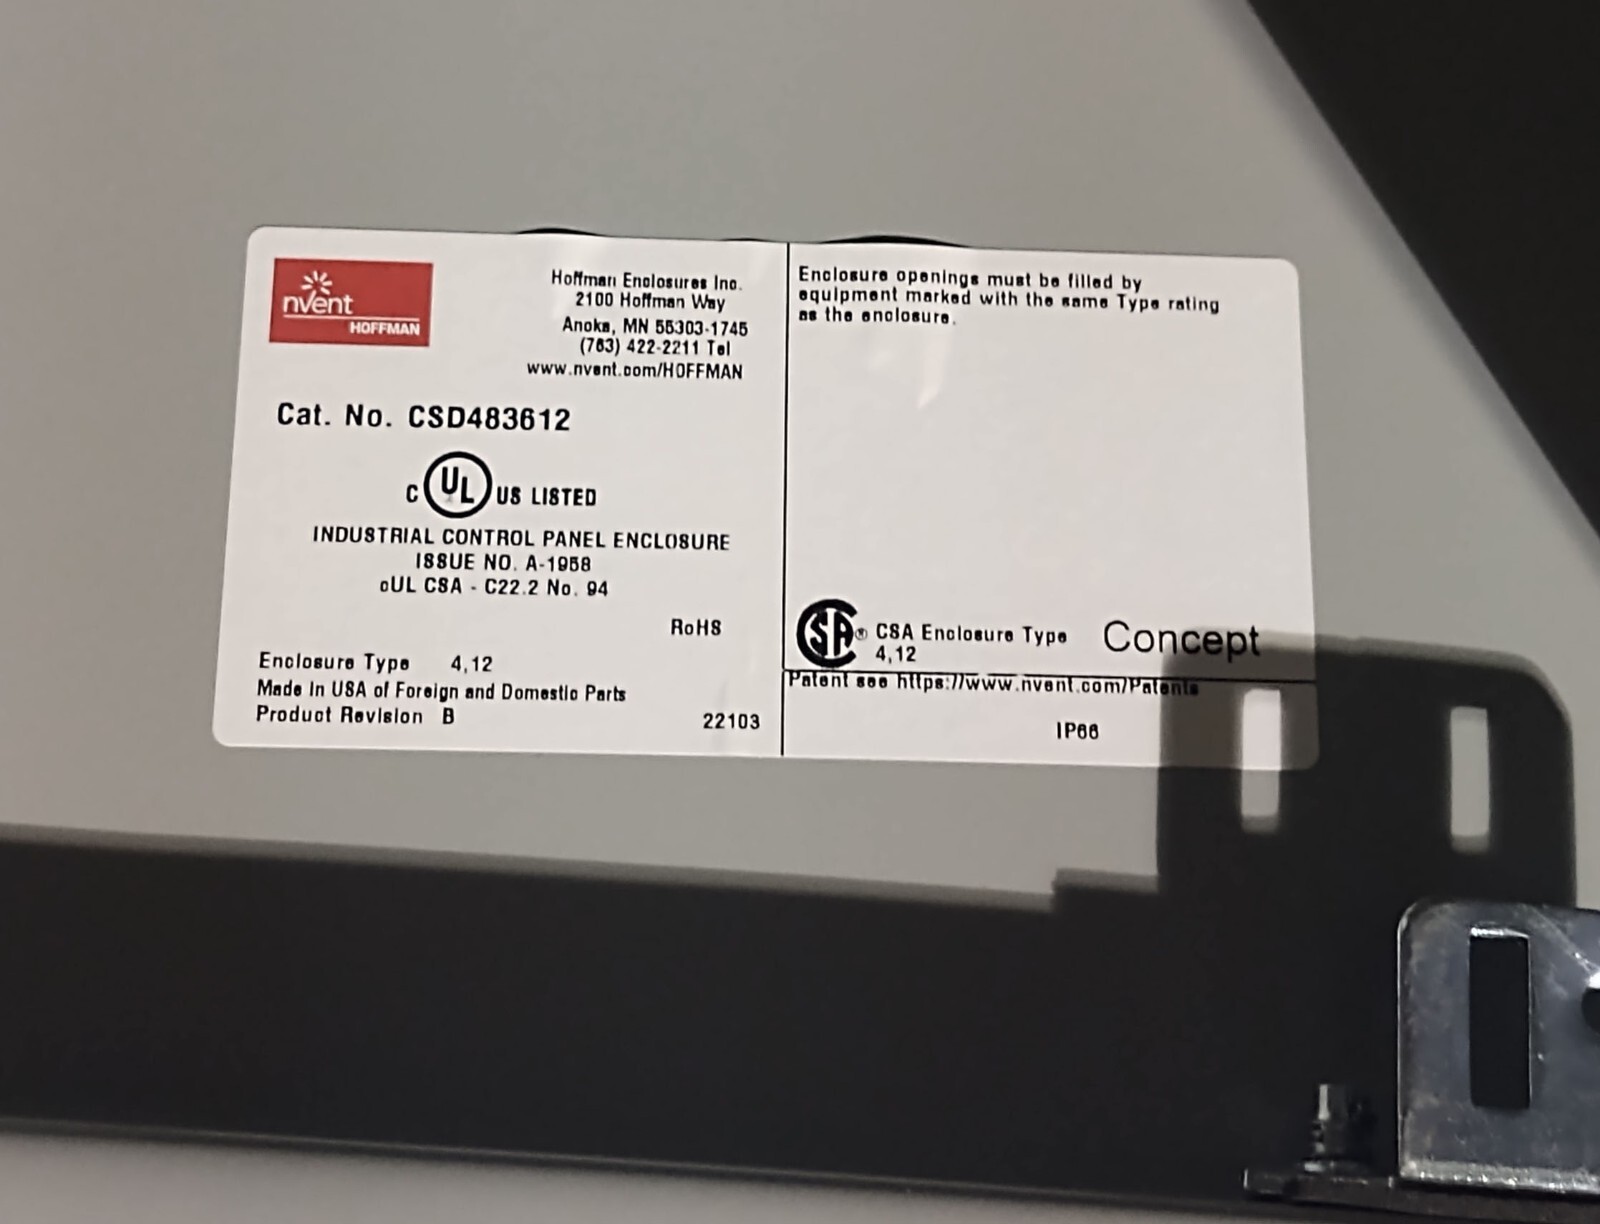 nvent
HOFFMAN
Hoffman Enclosures Inc.
2100 Hoffman Way
Anoka, MN 55303-1745
(763) 422-2211 Tel
www.nvent.com/HOFFMAN
Cat. No. CSD483612
C UL US LISTED
INDUSTRIAL CONTROL PANEL ENCLOSURE
ISSUE NO. A-1958
cUL CSA - C22.2 No. 94
RoHS
Enclosure Type 4,12
Made In USA of Foreign and Domestic Parts
Product Revision B
22103
Enclosure openings must be filled by
equipment marked with the same Type rating
as the enclosure.
SA ® CSA Enclosure Type Concept
4,12
Patent see https://www.nvent.com/Patents
IP66